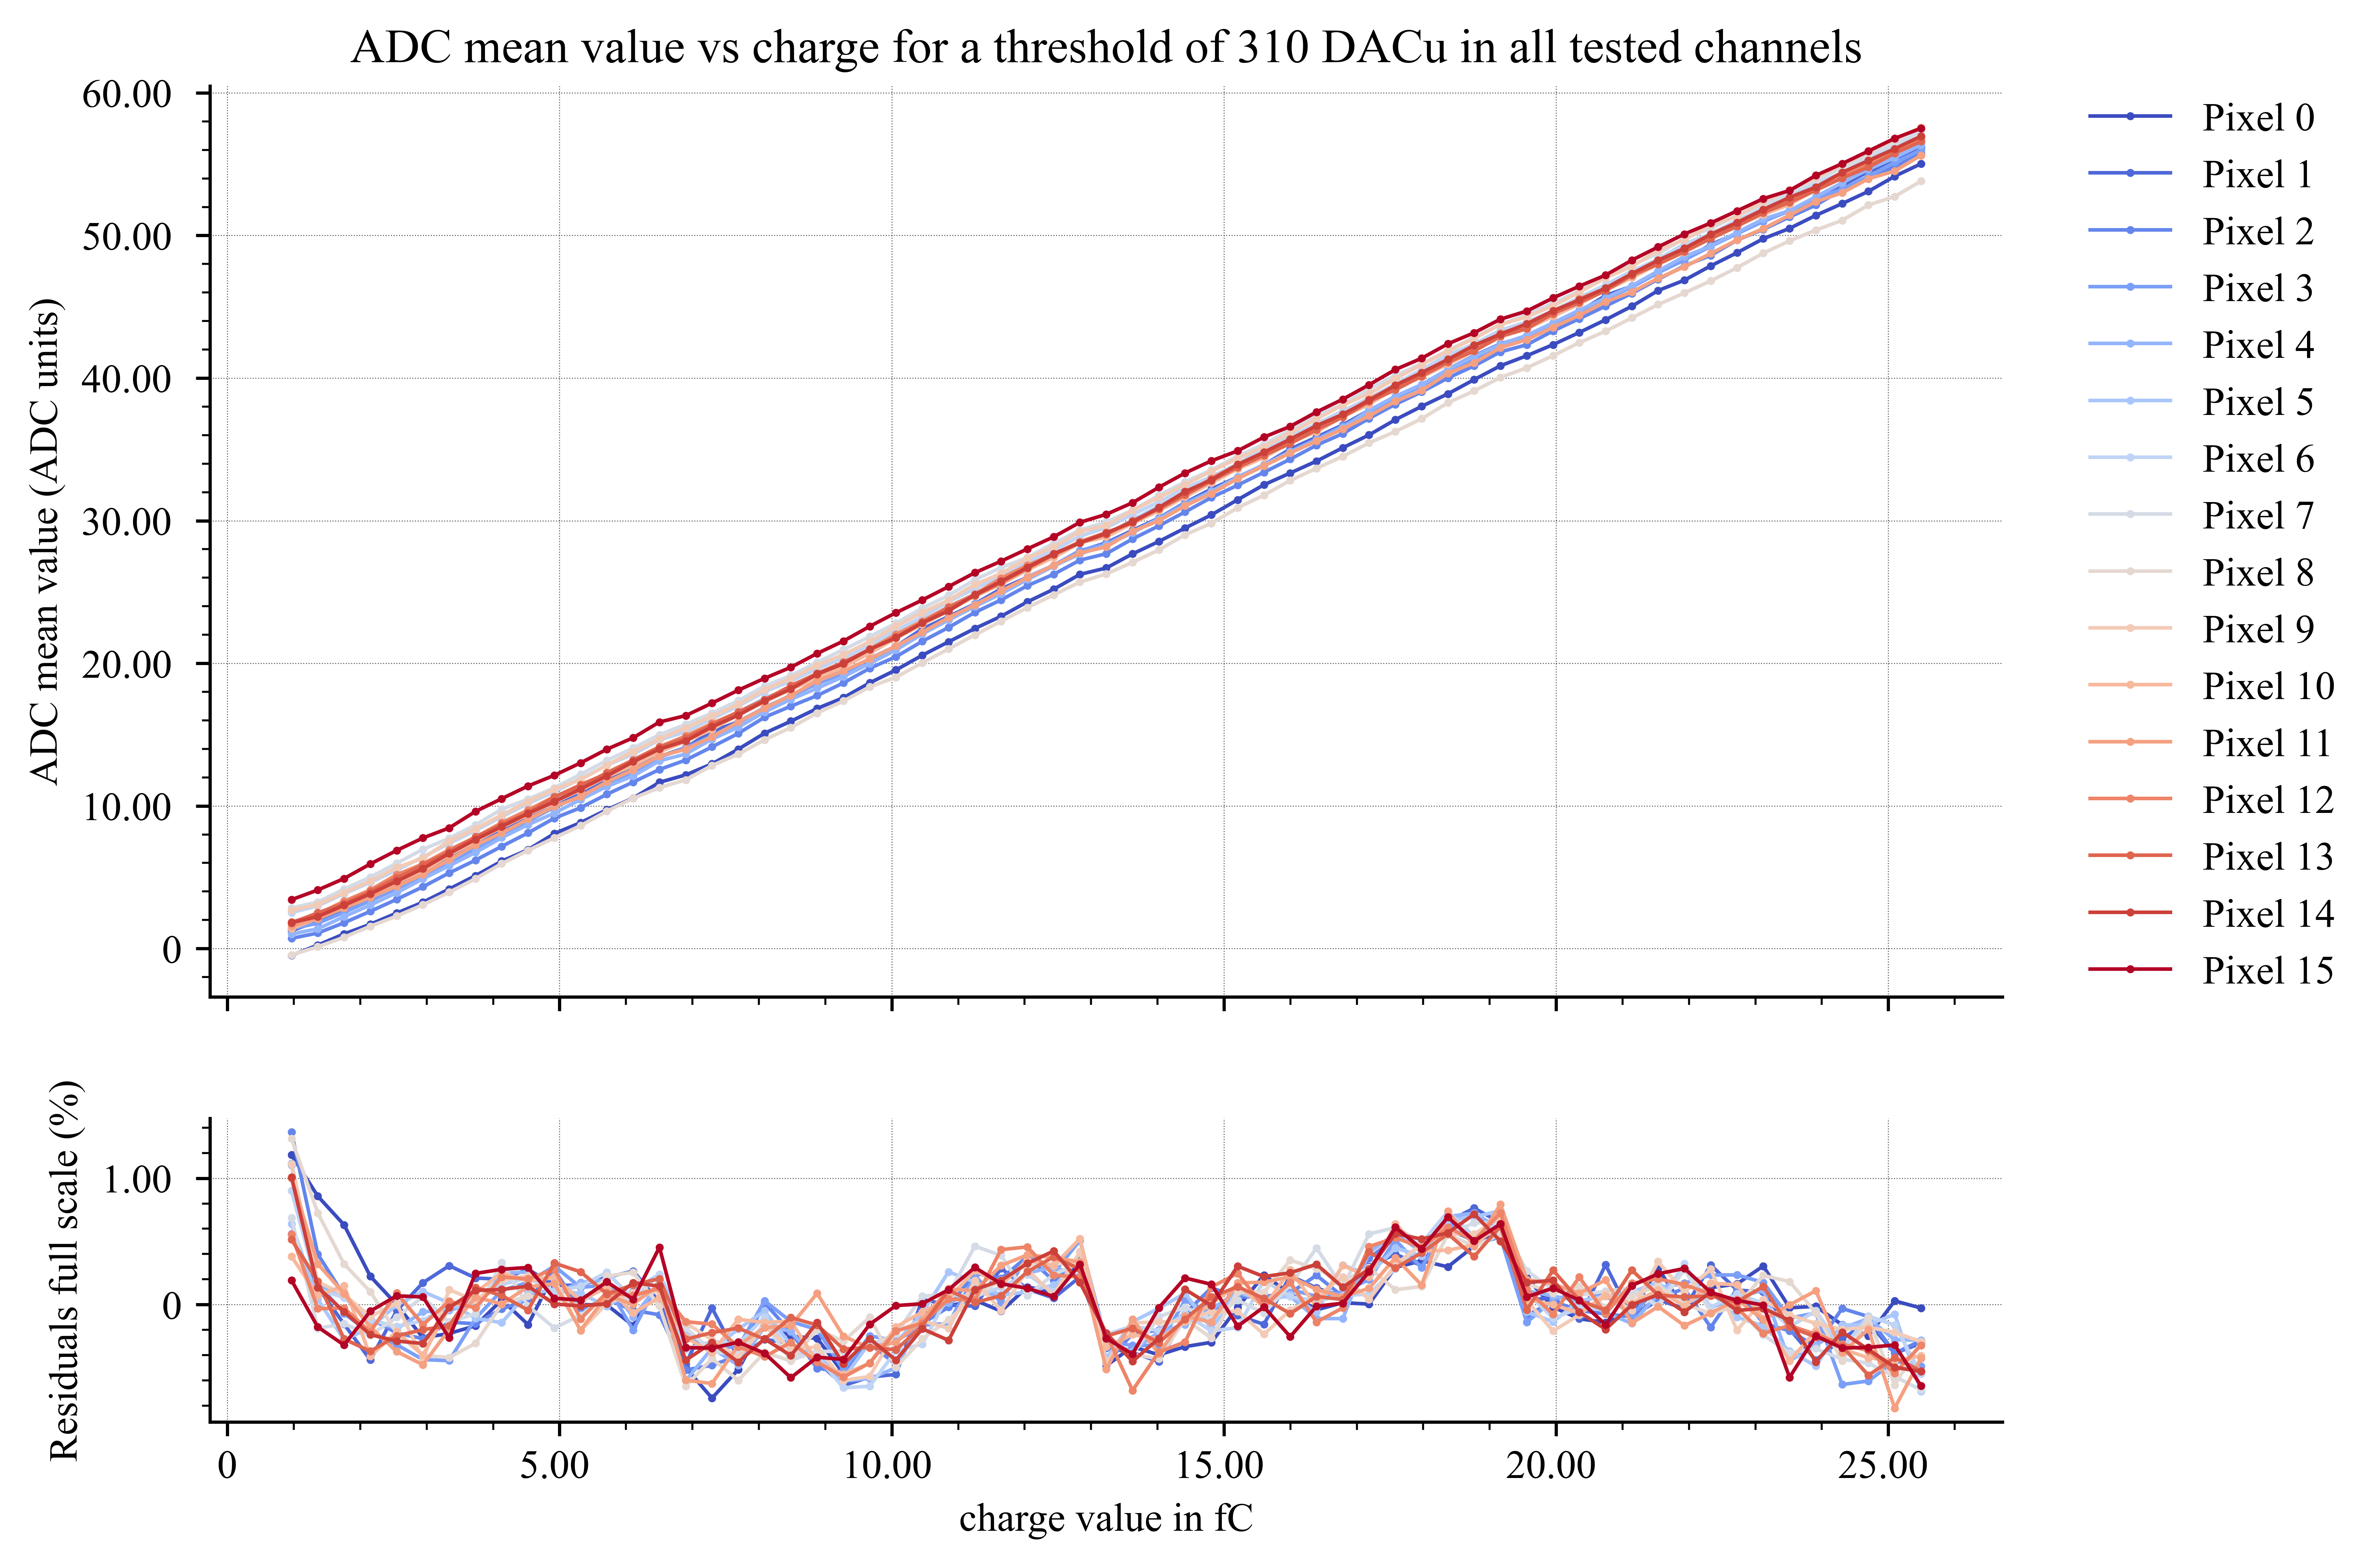 ADC mean value vs charge for a threshold of 310 DACu in all tested channels
ADC mean value (ADC units)
60.00
50.00
40.00
30.00
20.00
10.00
0
Pixel 0
Pixel 1
Pixel 2
Pixel 3
Pixel 4
Pixel 5
Pixel 6
Pixel 7
Pixel 8
Pixel 9
Pixel 10
Pixel 11
Pixel 12
Pixel 13
Pixel 14
Pixel 15
Residuals full scale (%)
1.00
0
0 5.00 10.00 15.00 20.00 25.00
charge value in fC